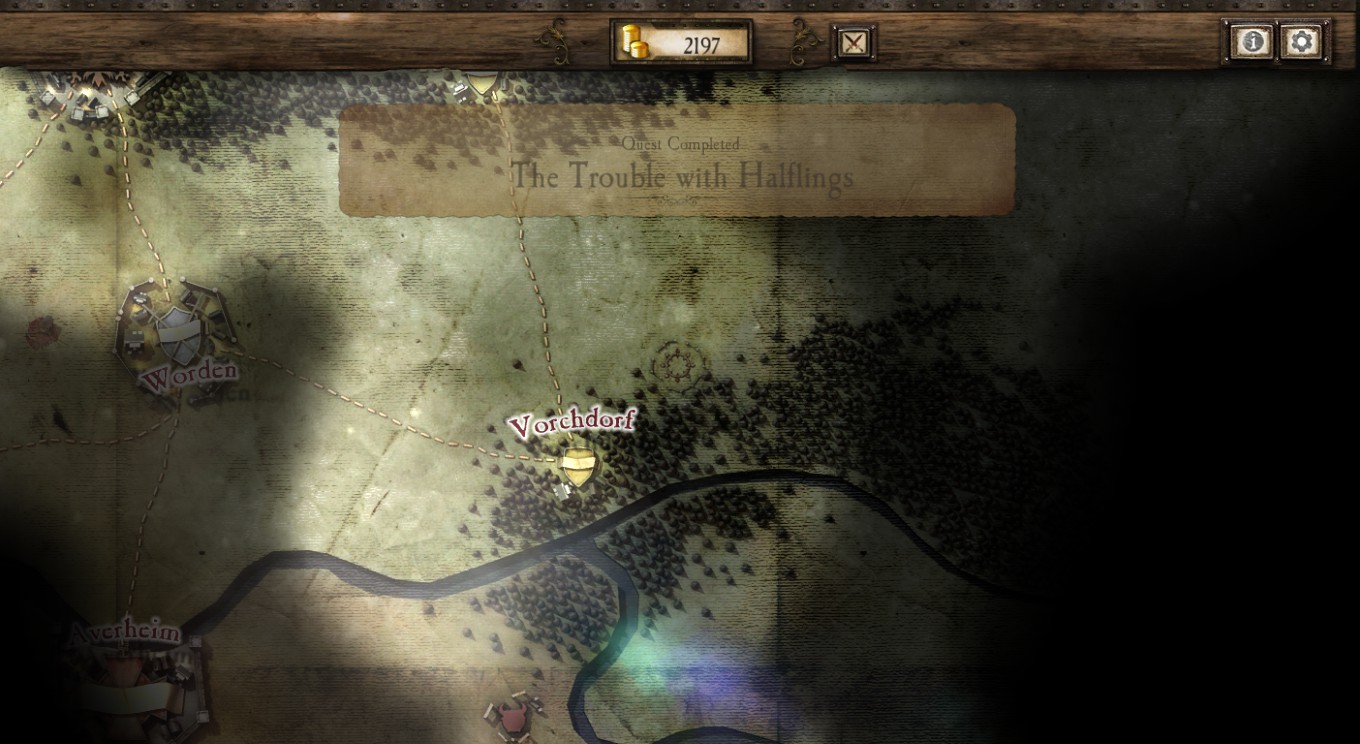 2197
Quest Completed
The Trouble with Halflings
Worden
Vorchdorf
Averheim